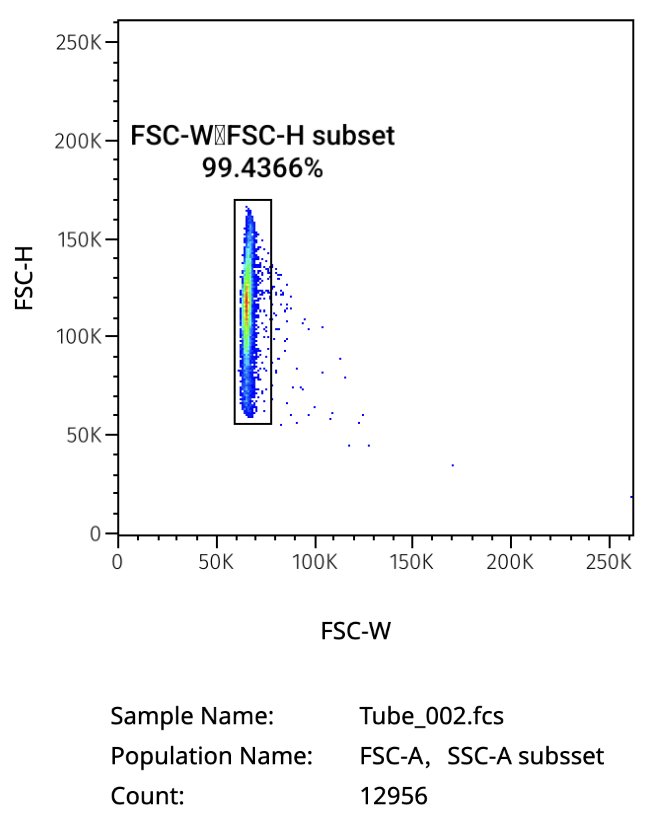 250K
FSC-W▯FSC-H subset
200K
99.4366%
150K
FSC-H
100K
50K
0
0 50K 100K 150K 200K 250K
FSC-W
Sample Name: Tube_002.fcs
Population Name: FSC-A, SSC-A subsset
Count: 12956